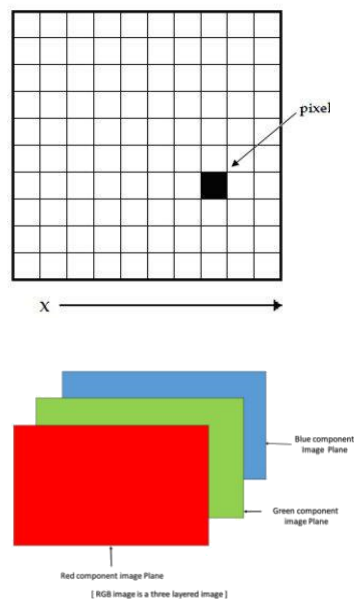 pixel
X
Blue component
Image Plane
Green component
image Plane
Red component image Plane
[ RGB image is a three layered image ]